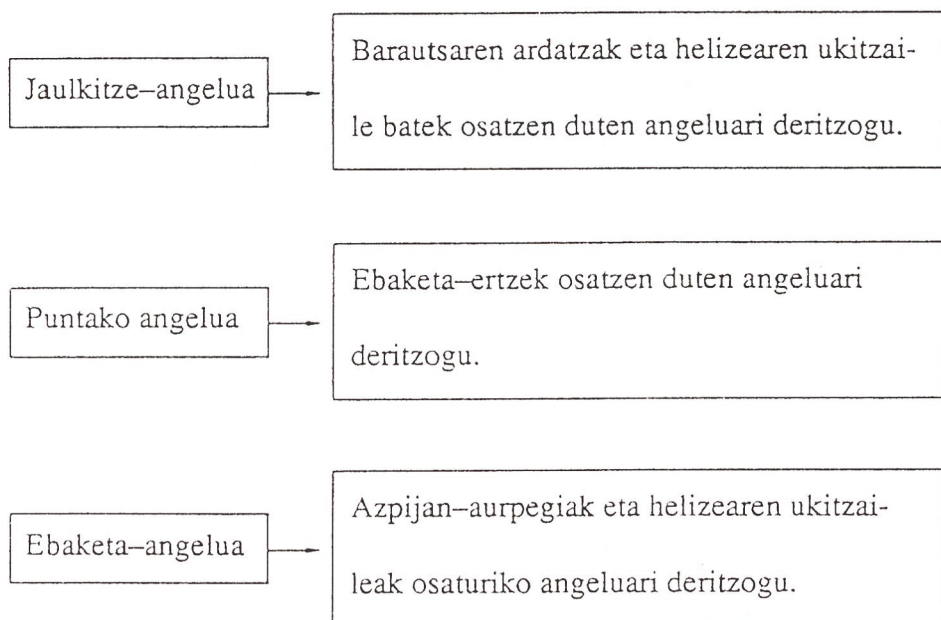 Jaulkitze–angelua
Barautsaren ardatzak eta helizearen ukitzai-
le batek osatzen duten angeluari deritzogu.
Puntako angelua
Ebaketa–ertzek osatzen duten angeluari
deritzogu.
Ebaketa–angelua
Azpijan–aurpegiak eta helizearen ukitzai-
leak osaturiko angeluari deritzogu.